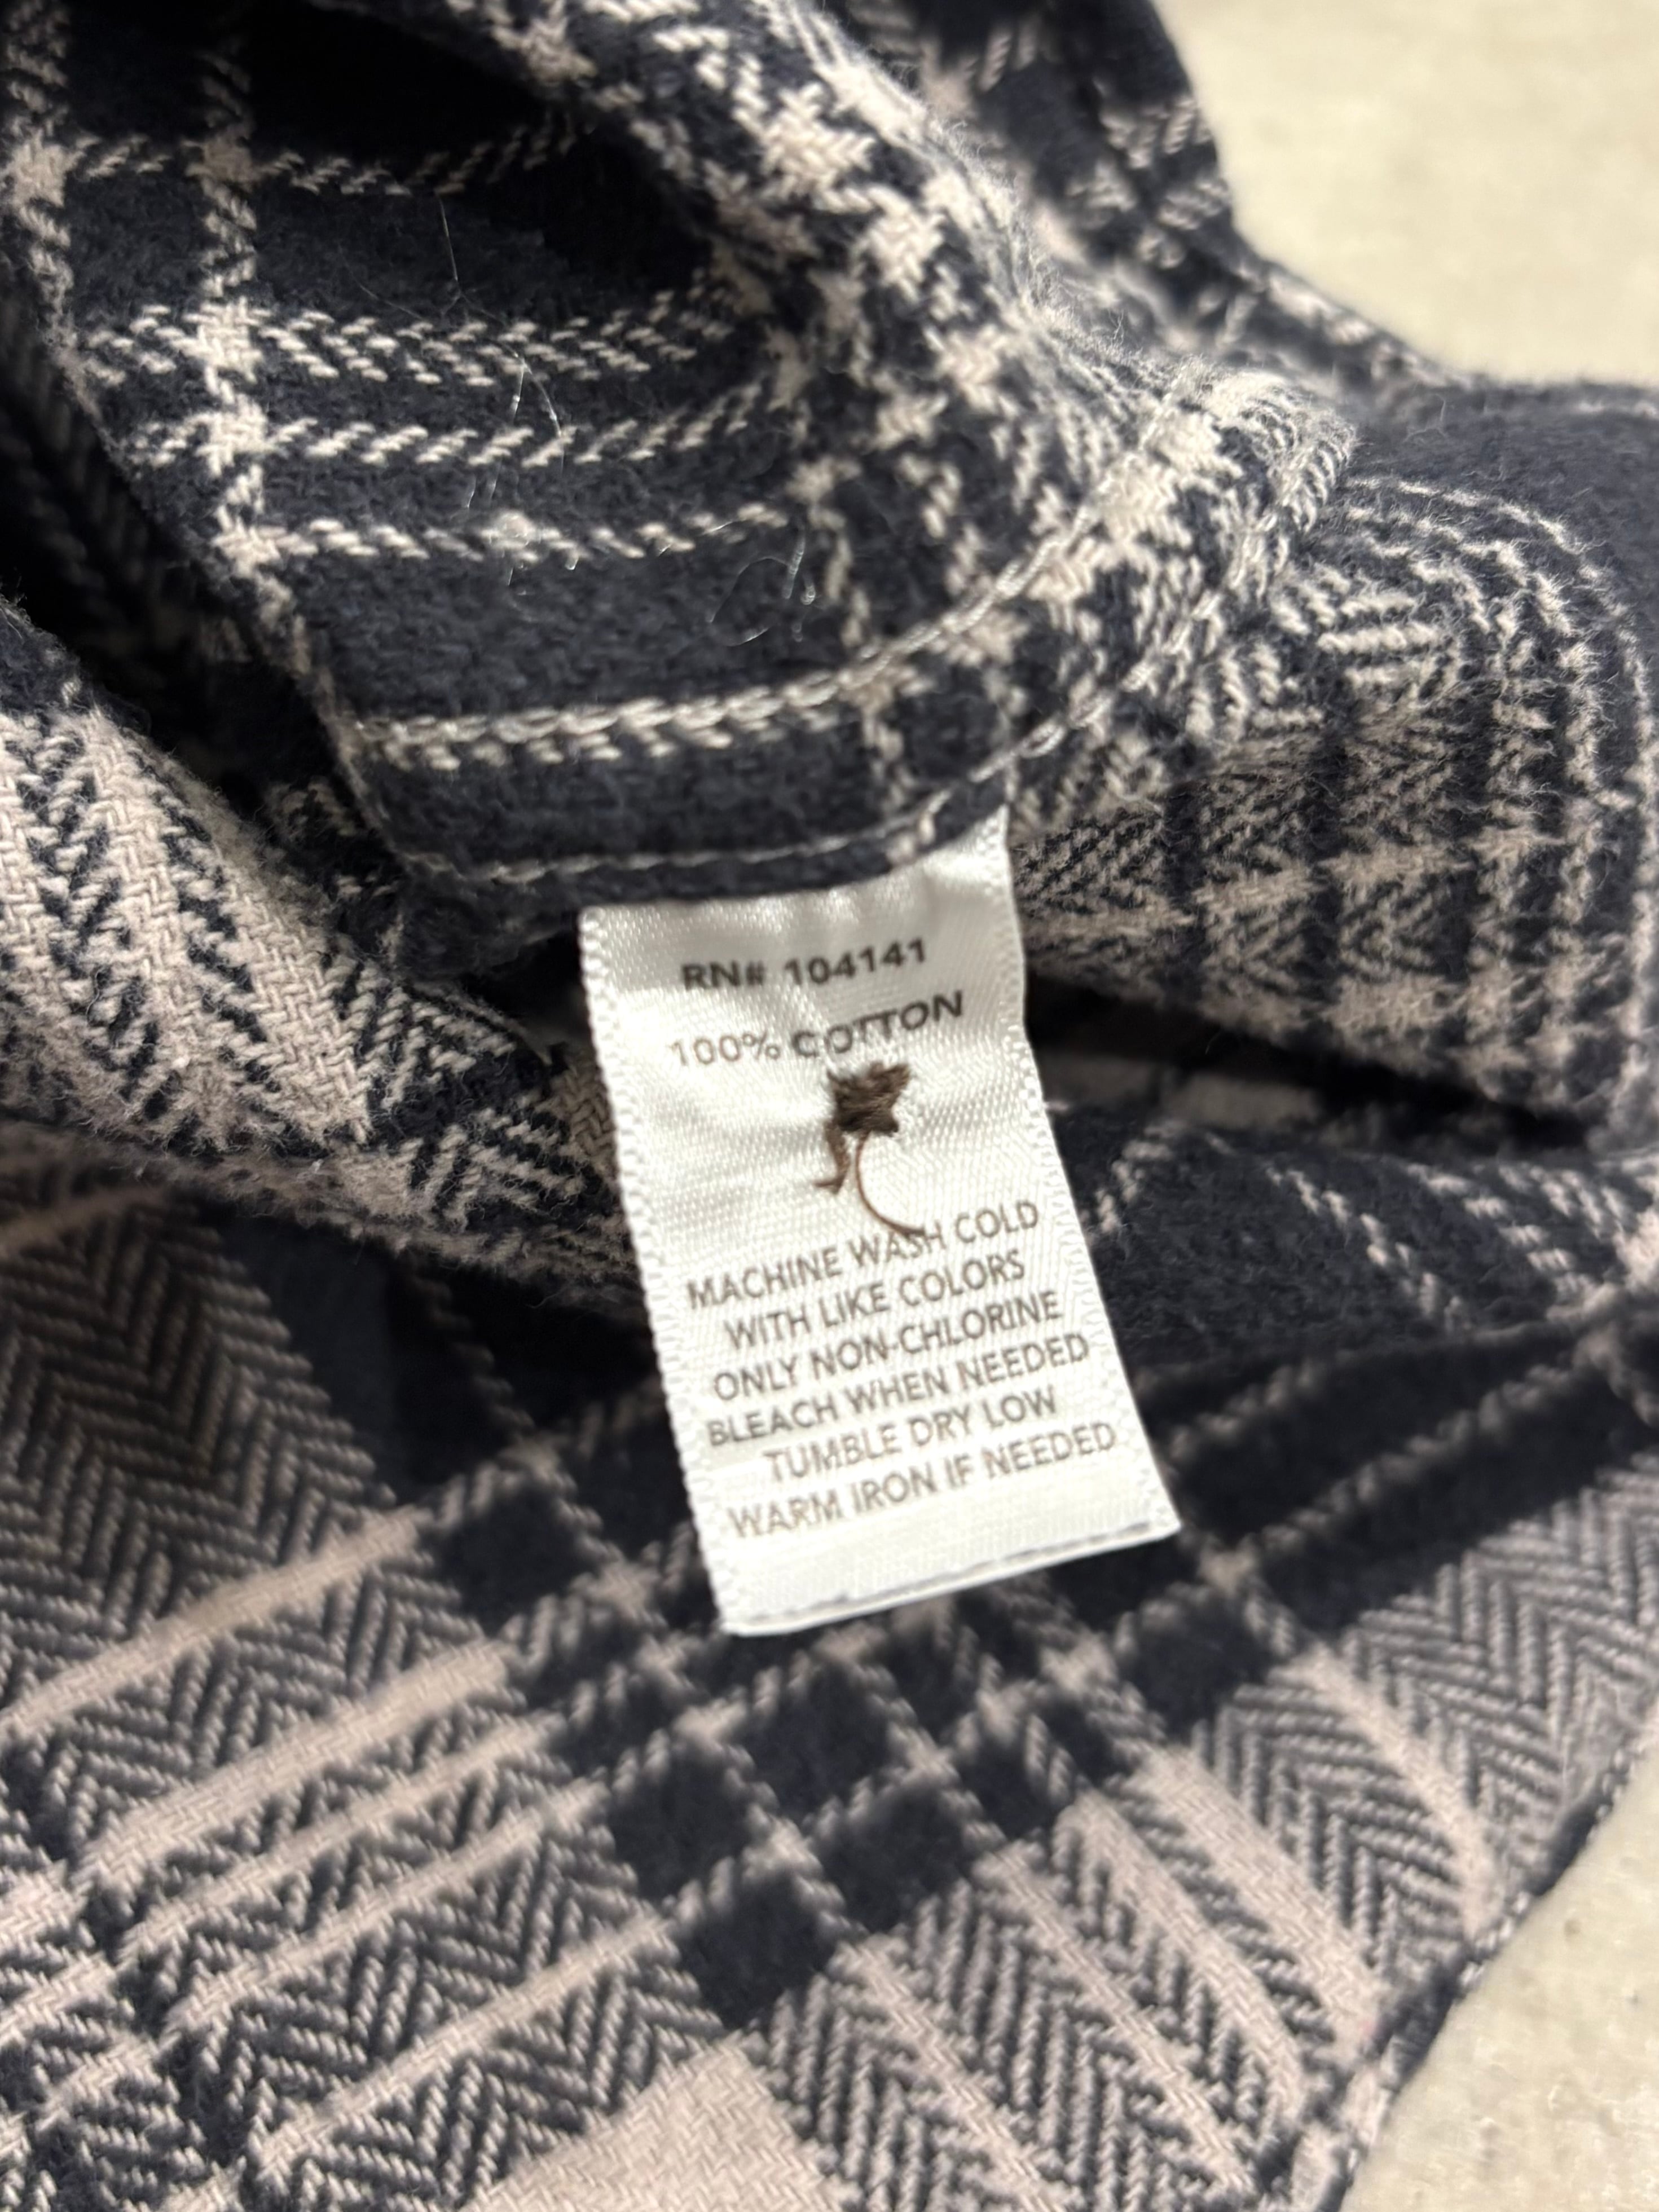 RN# 104141
100% COTTON
MACHINE WASH COLD
WITH LIKE COLORS
ONLY NON-CHLORINE
BLEACH WHEN NEEDED
TUMBLE DRY LOW
WARM IRON IF NEEDED